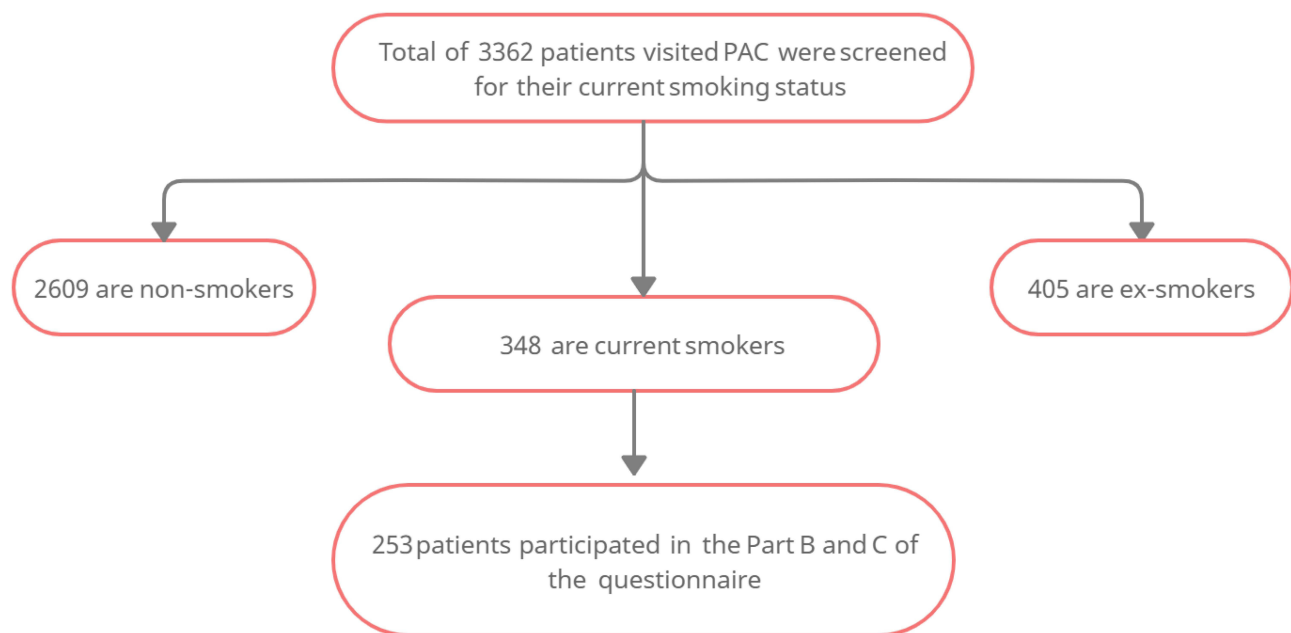 Total of 3362 patients visited PAC were screened
for their current smoking status
2609 are non-smokers
405 are ex-smokers
348 are current smokers
253 patients participated in the Part B and C of
the questionnaire